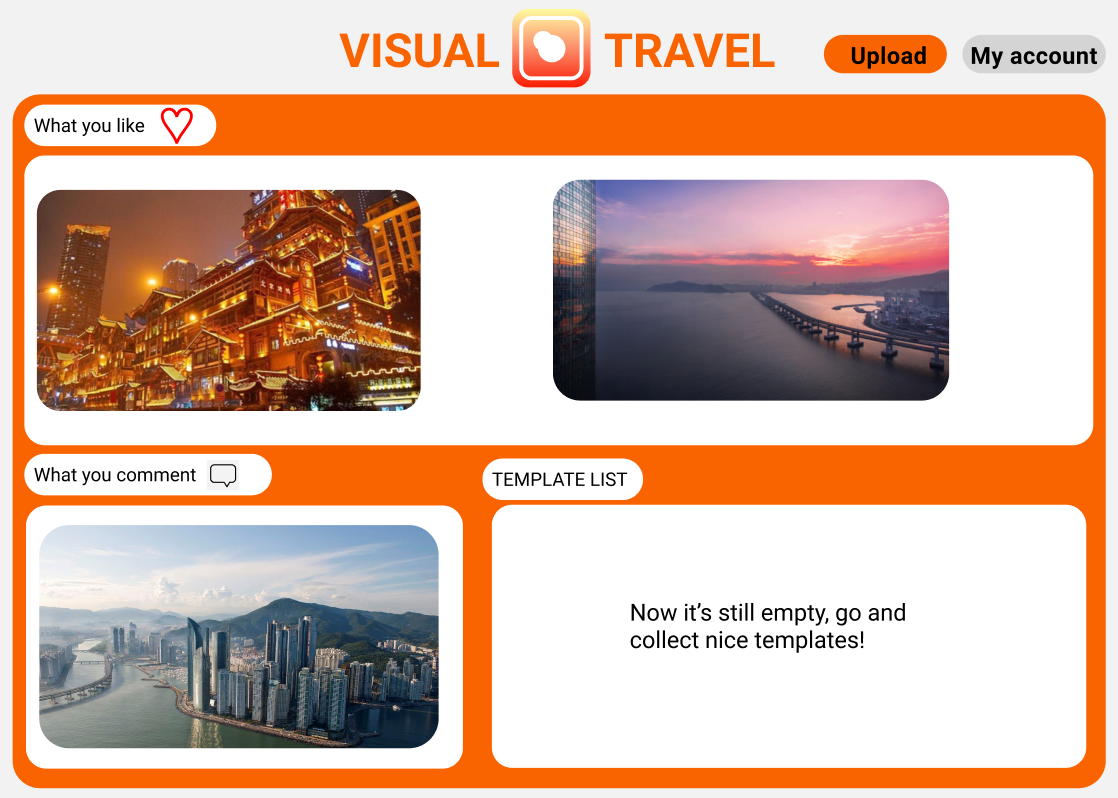 VISUAL TRAVEL
Upload
My account
What you like
What you comment
TEMPLATE LIST
Now it’s still empty, go and
collect nice templates!